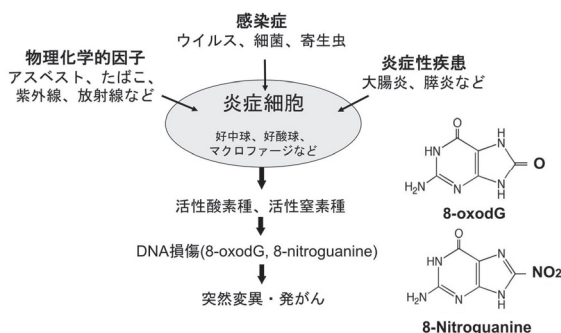 感染症
ウイルス、細菌、寄生虫
物理化学的因子
アスベスト、たばこ、
紫外線、放射線など
炎症性疾患
大腸炎、膵炎など
炎症細胞
好中球、好酸球、
マクロファージなど
活性酸素種、活性窒素種
DNA損傷(8-oxodG, 8-nitroguanine)
突然変異・発がん
O
HN
H
N
O
H2N
N
N
H
8-oxodG
O
HN
N
NO2
H2N
N
N
H
8-Nitroguanine